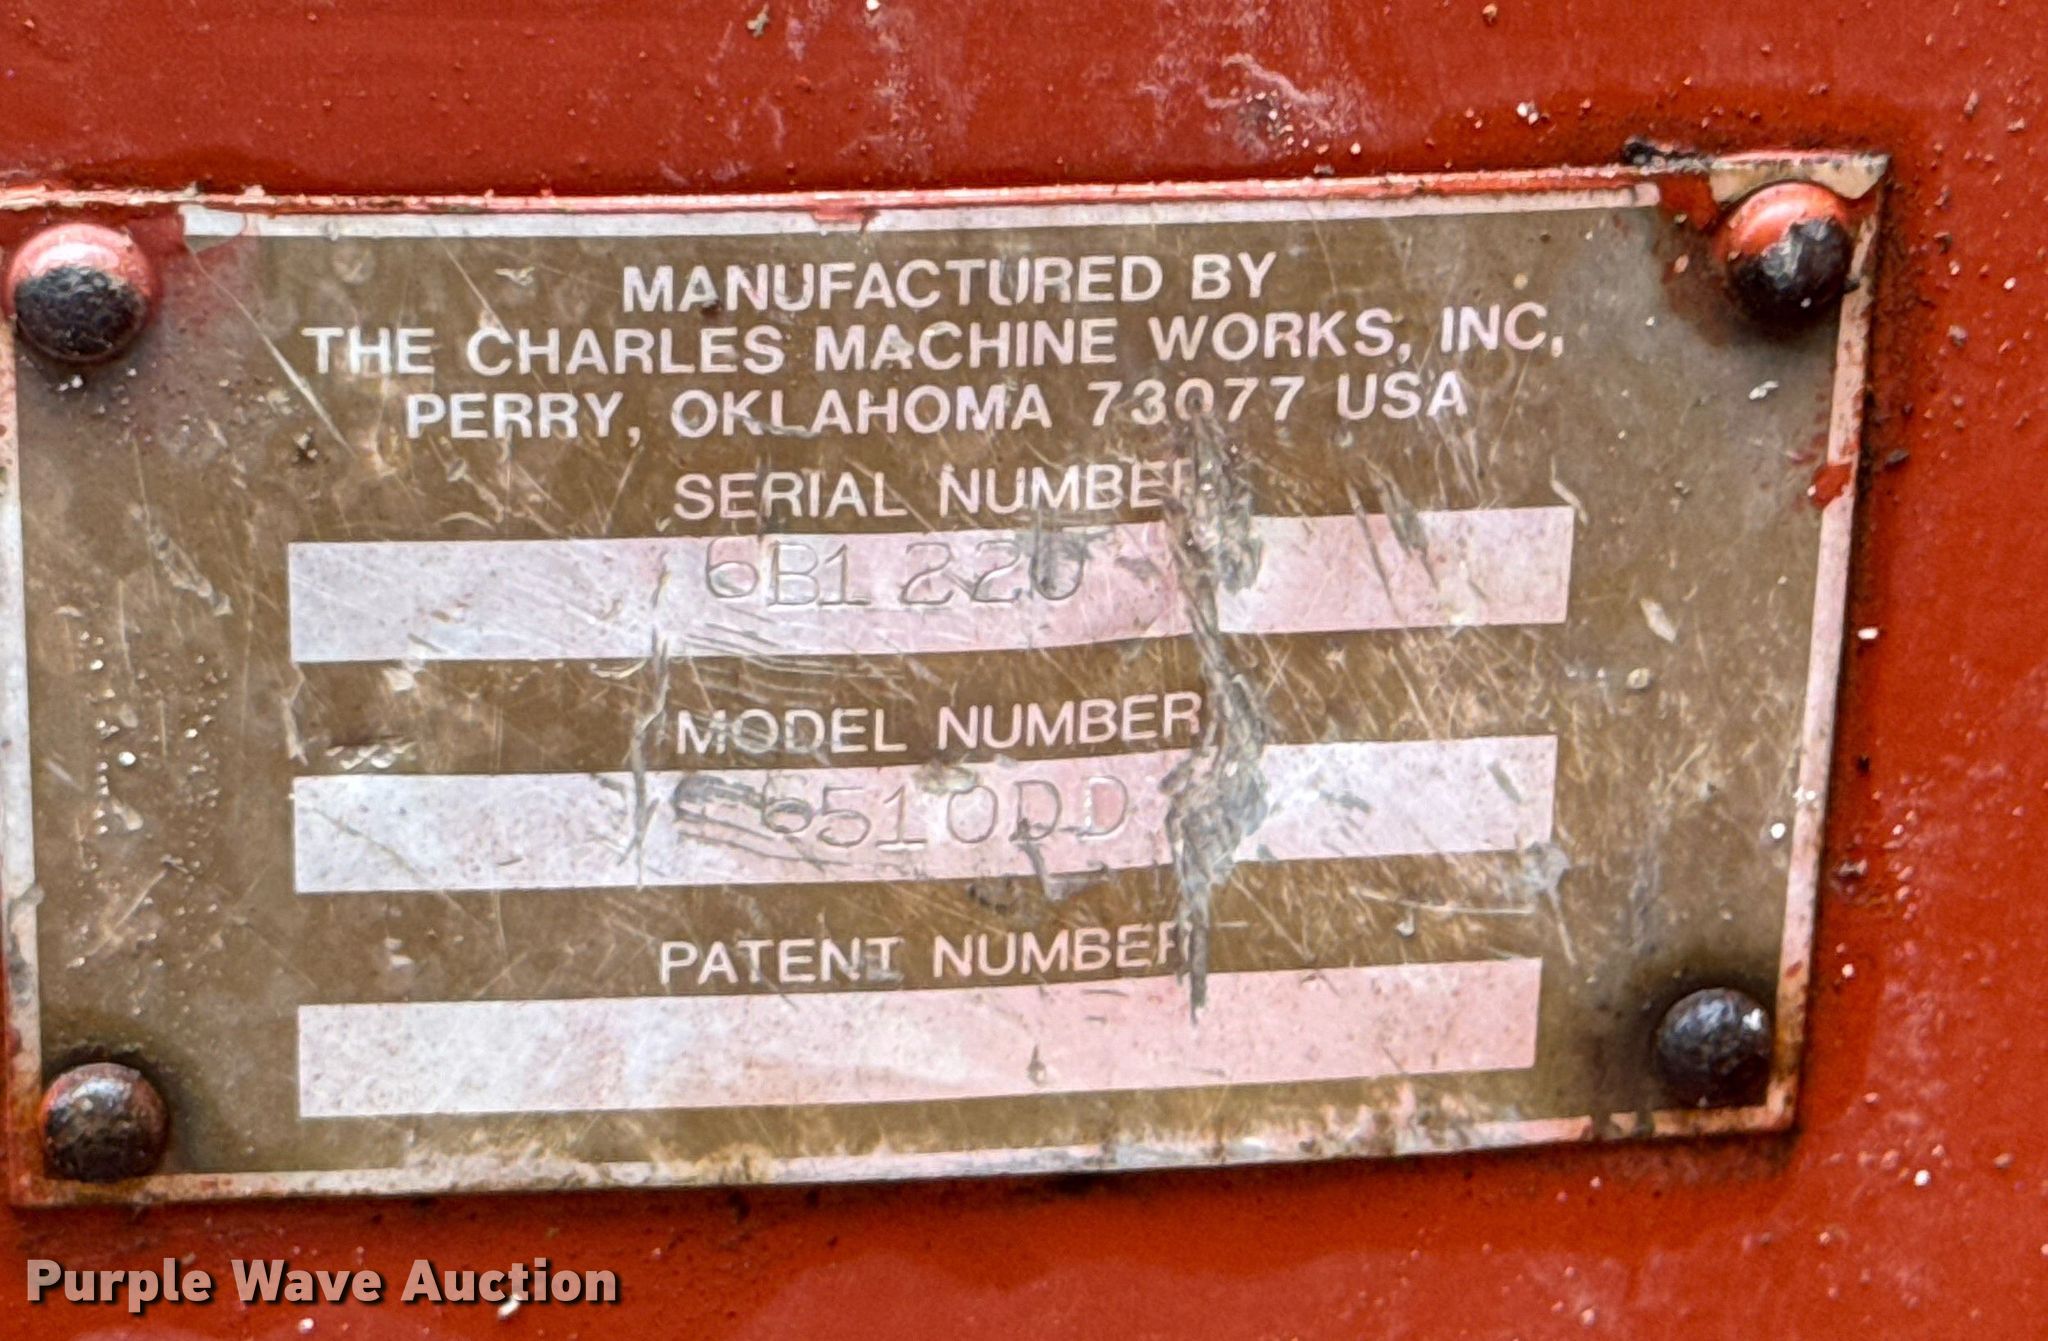 MANUFACTURED BY
THE CHARLES MACHINE WORKS, INC,
PERRY, OKLAHOMA 73077 USA
SERIAL NUMBER
6B1220
MODEL NUMBER
6510DD
PATENT NUMBER
Purple Wave Auction